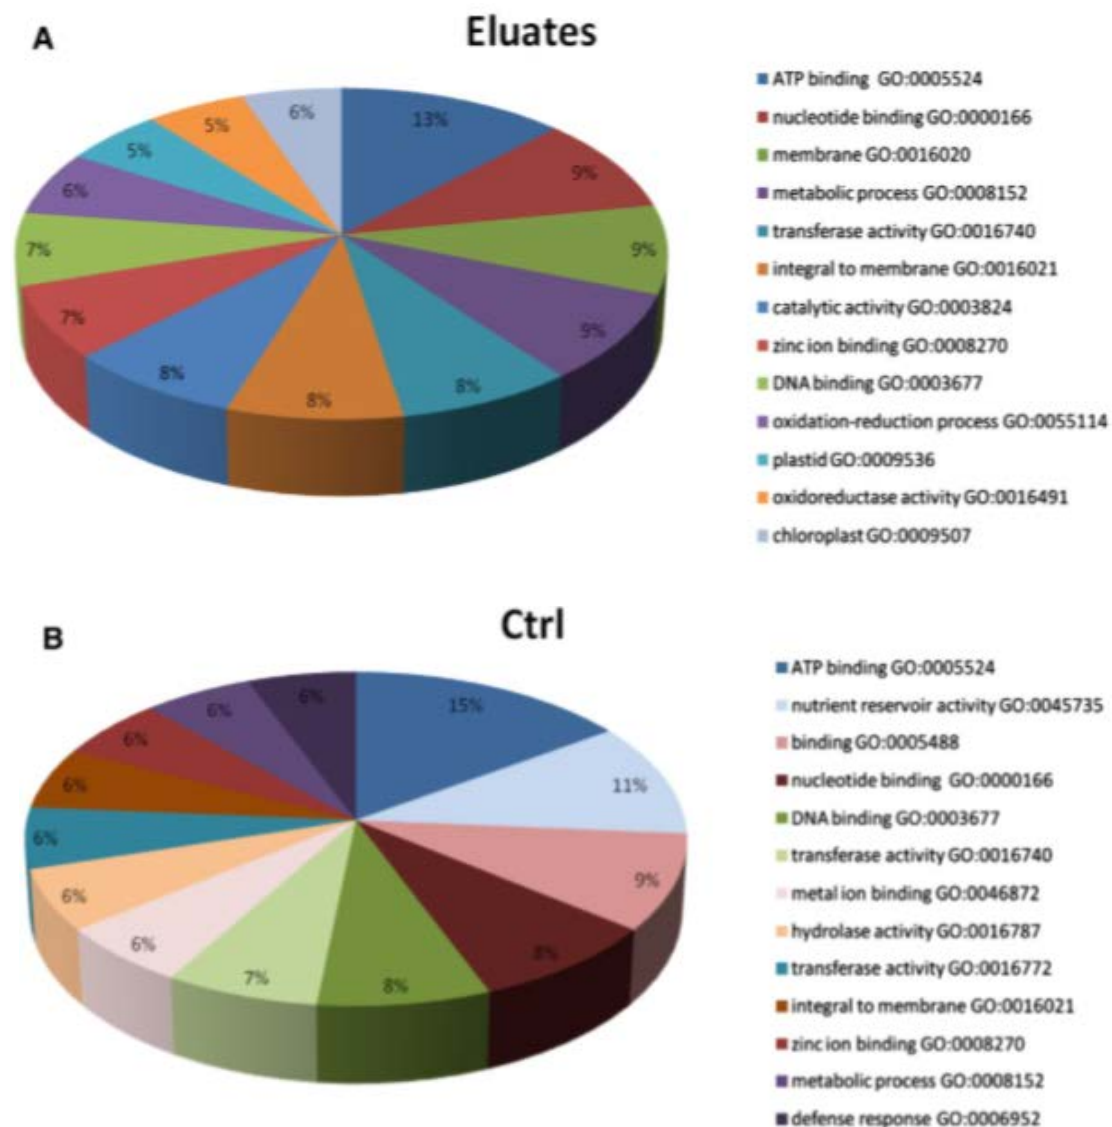 A
Eluates
13%
9%
9%
9%
8%
8%
8%
7%
7%
6%
5%
5%
6%
ATP binding GO:0005524
nucleotide binding GO:0000166
membrane GO:0016020
metabolic process GO:0008152
transferase activity GO:0016740
integral to membrane GO:0016021
catalytic activity GO:0003824
zinc ion binding GO:0008270
DNA binding GO:0003677
oxidation-reduction process GO:0055114
plastid GO:0009536
oxidoreductase activity GO:0016491
chloroplast GO:0009507
B
Ctrl
15%
11%
9%
8%
8%
7%
6%
6%
6%
6%
6%
6%
6%
ATP binding GO:0005524
nutrient reservoir activity GO:0045735
binding GO:0005488
nucleotide binding GO:0000166
DNA binding GO:0003677
transferase activity GO:0016740
metal ion binding GO:0046872
hydrolase activity GO:0016787
transferase activity GO:0016772
integral to membrane GO:0016021
zinc ion binding GO:0008270
metabolic process GO:0008152
defense response GO:0006952